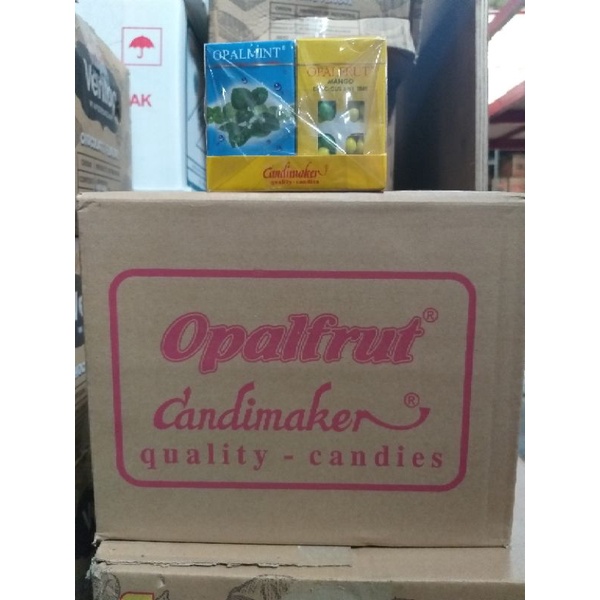 OPALMINT®
OPALFRUT®
MANGO
Candimaker
quality - candies
AK
Opalfrut®
Candimaker®
quality - candies